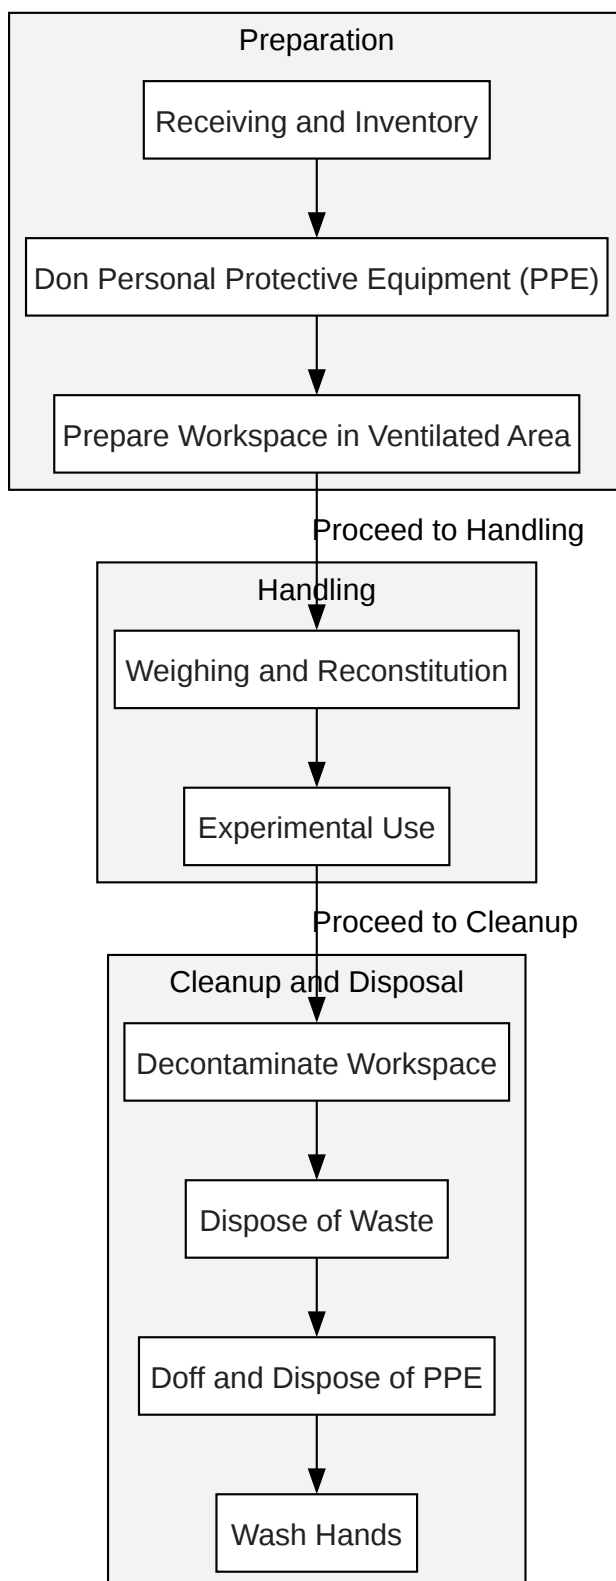 Preparation
Receiving and Inventory
Don Personal Protective Equipment (PPE)
Prepare Workspace in Ventilated Area
Proceed to Handling
Handling
Weighing and Reconstitution
Experimental Use
Proceed to Cleanup
Cleanup and Disposal
Decontaminate Workspace
Dispose of Waste
Doff and Dispose of PPE
Wash Hands